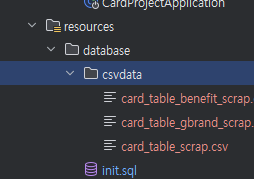 CardProjectApplication
resources
database
csvdata
card_table_benefit_scrap.
card_table_gbrand_scrap.
card_table_scrap.csv
init.sql